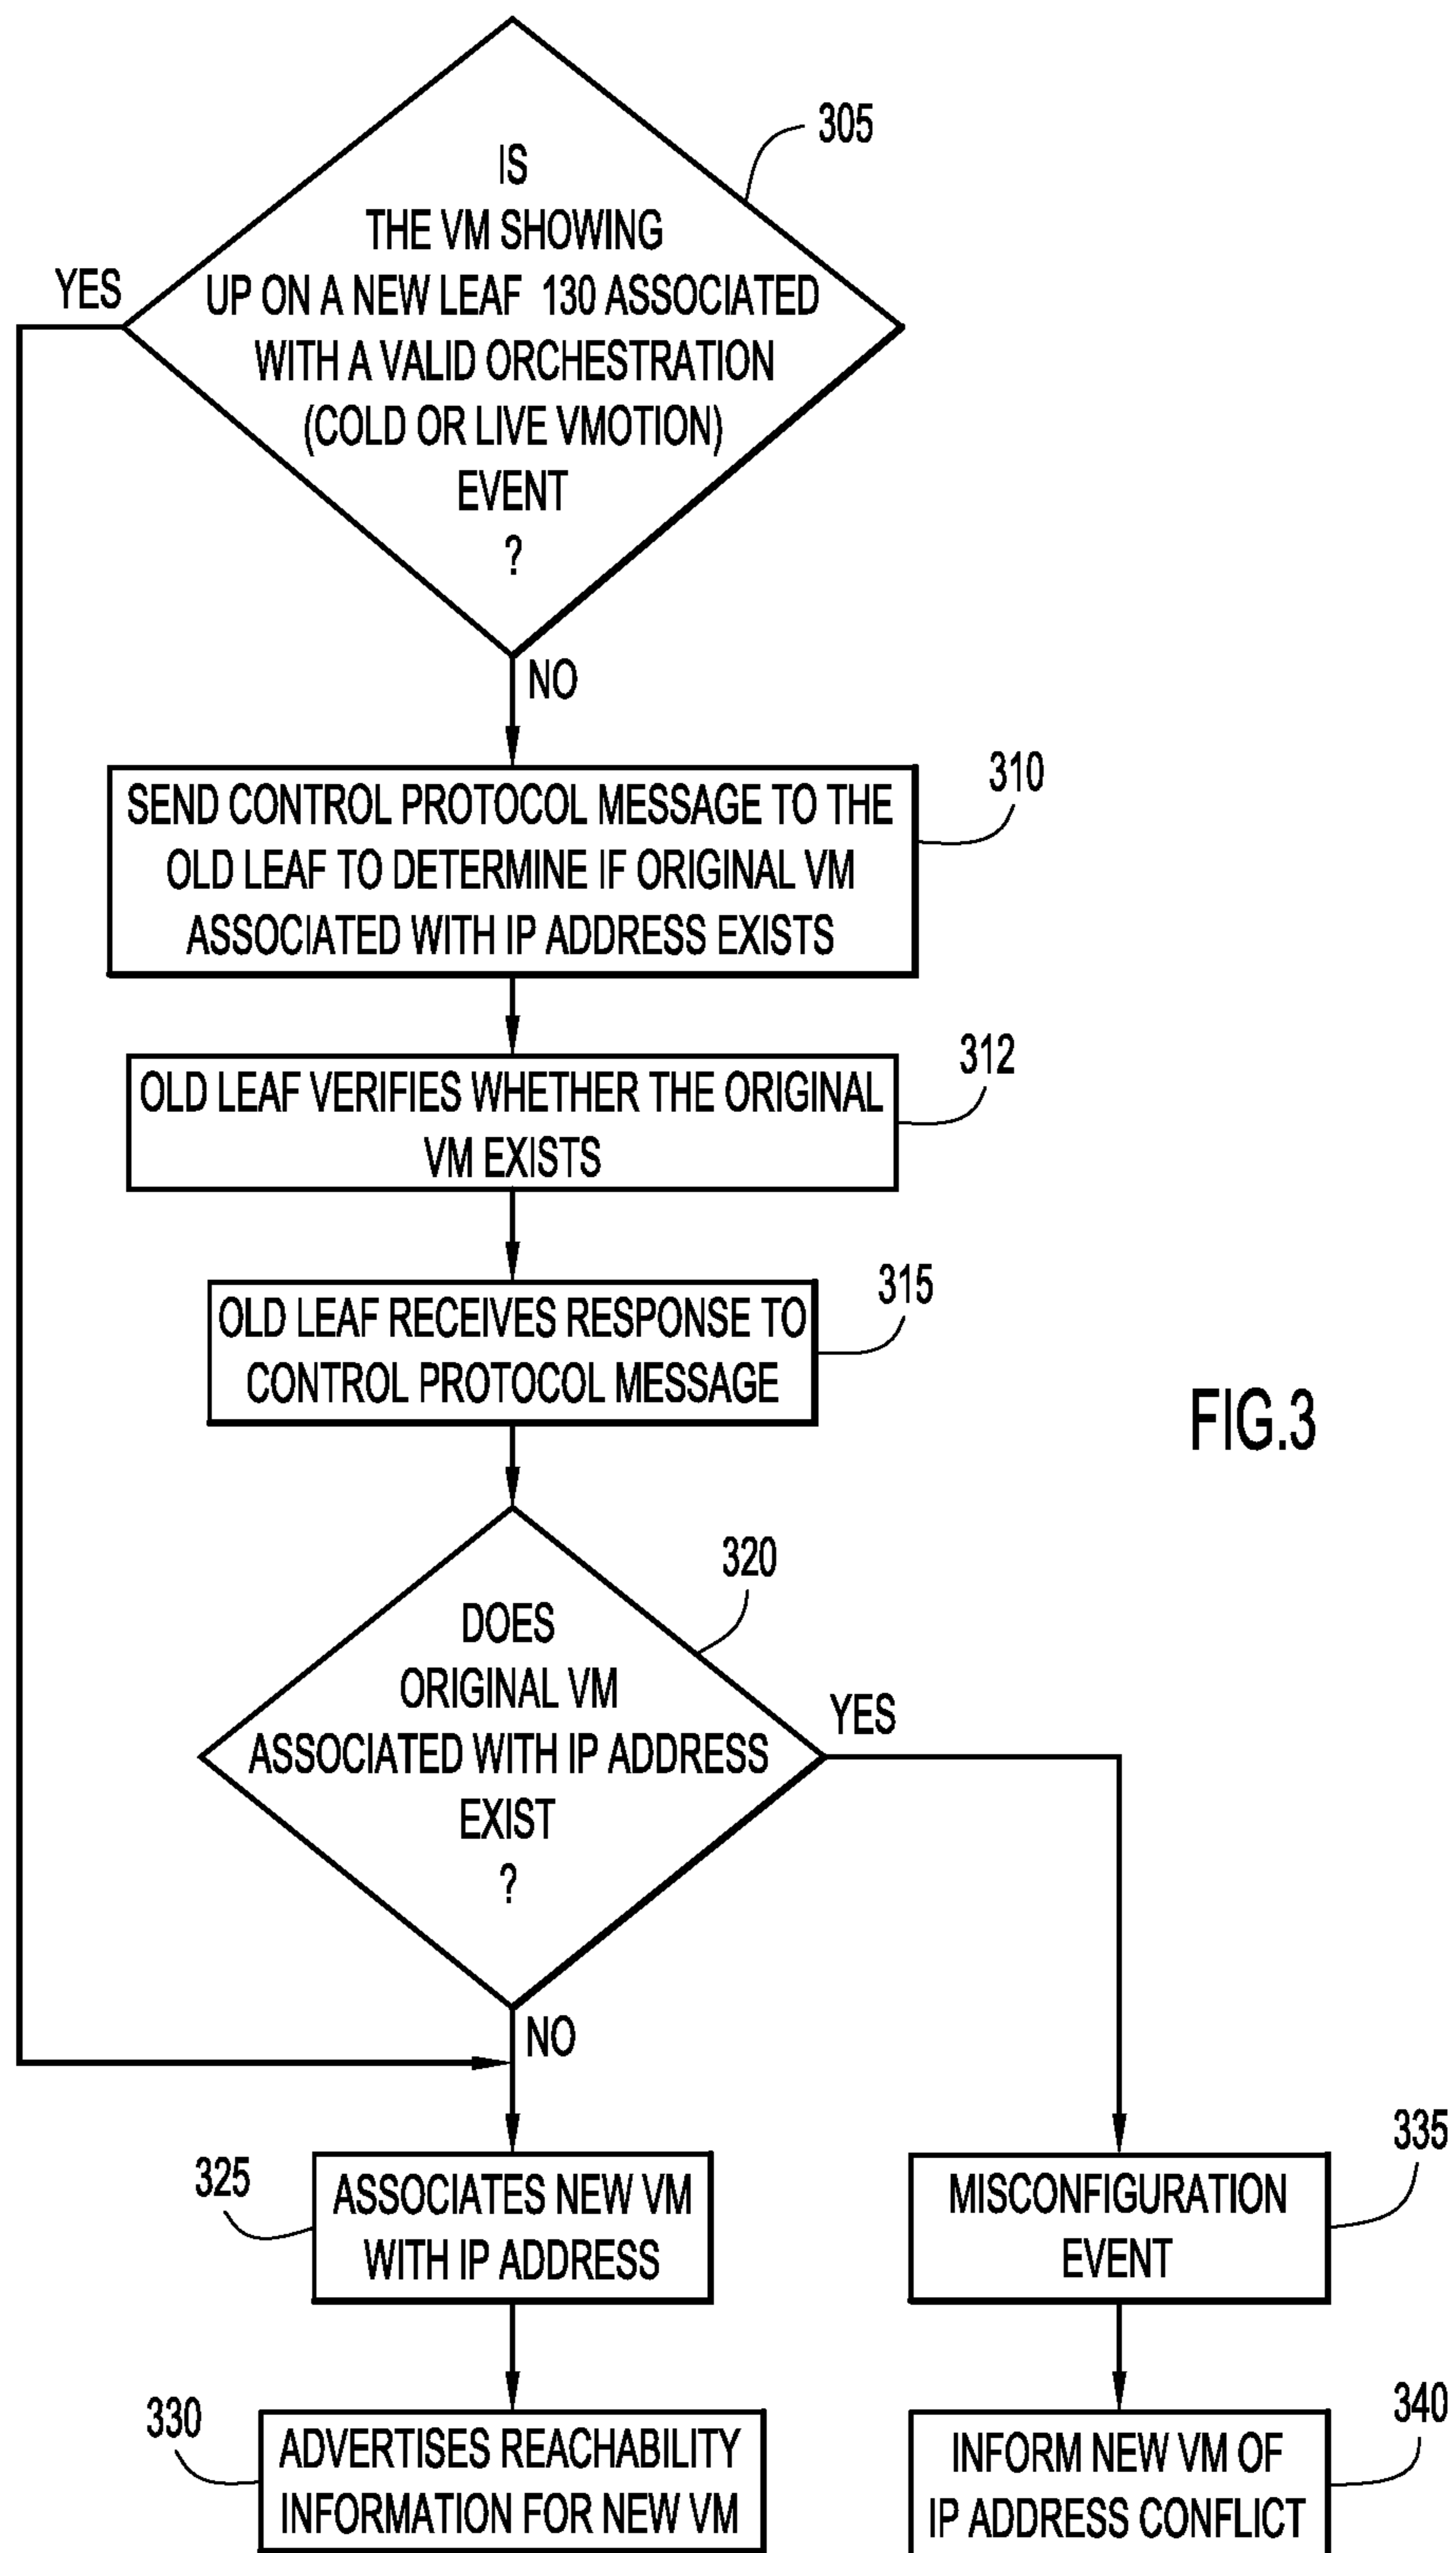 305
IS
THE VM SHOWING
UP ON A NEW LEAF 130 ASSOCIATED
WITH A VALID ORCHESTRATION
(COLD OR LIVE VMOTION)
EVENT
?
YES
NO
310
SEND CONTROL PROTOCOL MESSAGE TO THE
OLD LEAF TO DETERMINE IF ORIGINAL VM
ASSOCIATED WITH IP ADDRESS EXISTS
312
OLD LEAF VERIFIES WHETHER THE ORIGINAL
VM EXISTS
315
OLD LEAF RECEIVES RESPONSE TO
CONTROL PROTOCOL MESSAGE
FIG.3
320
DOES
ORIGINAL VM
ASSOCIATED WITH IP ADDRESS
EXIST
?
YES
NO
325
ASSOCIATES NEW VM
WITH IP ADDRESS
335
MISCONFIGURATION
EVENT
330
ADVERTISES REACHABILITY
INFORMATION FOR NEW VM
340
INFORM NEW VM OF
IP ADDRESS CONFLICT